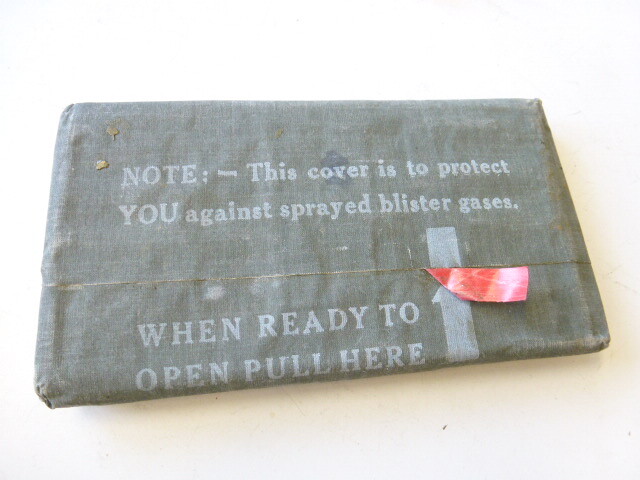 NOTE: — This cover is to protect
YOU against sprayed blister gases.
WHEN READY TO
OPEN PULL HERE